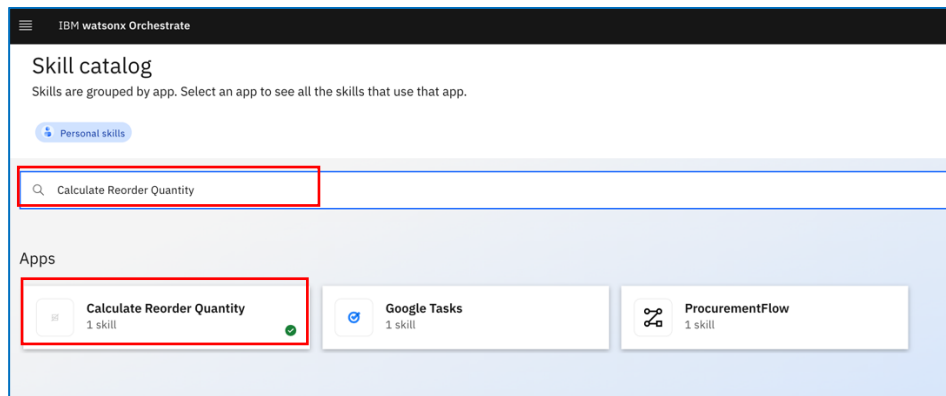 IBM watsonx Orchestrate
Skill catalog
Skills are grouped by app. Select an app to see all the skills that use that app.
Personal skills
Calculate Reorder Quantity
Apps
Calculate Reorder Quantity
1 skill
Google Tasks
1 skill
ProcurementFlow
1 skill